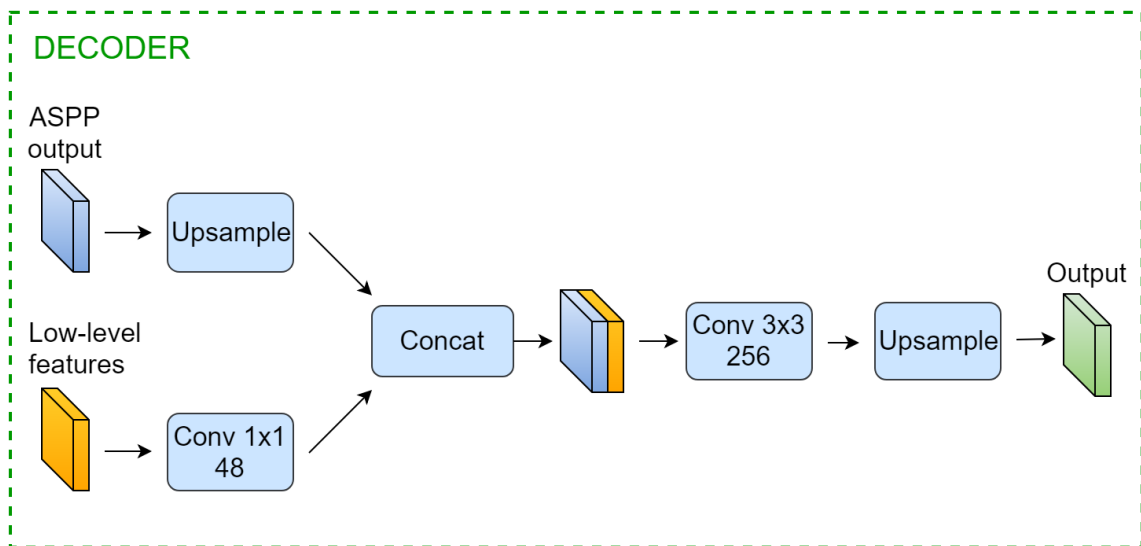 DECODER
ASPP
output
Upsample
Low-level
features
Conv 1x1
48
Concat
Conv 3x3
256
Upsample
Output